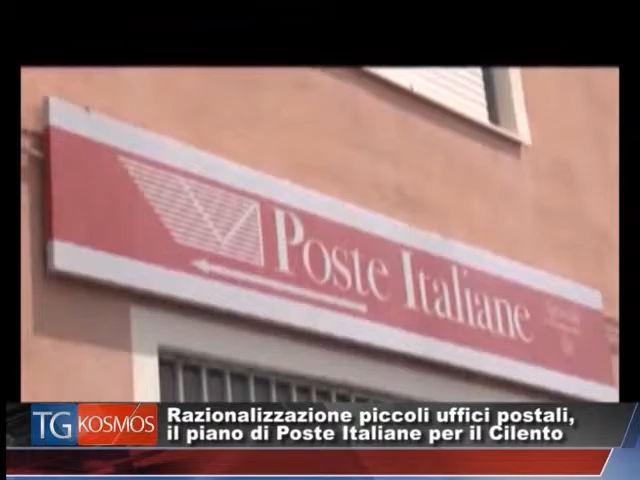 Poste Italiane
TG KOSMOS
Razionalizzazione piccoli uffici postali,
il piano di Poste Italiane per il Cilento